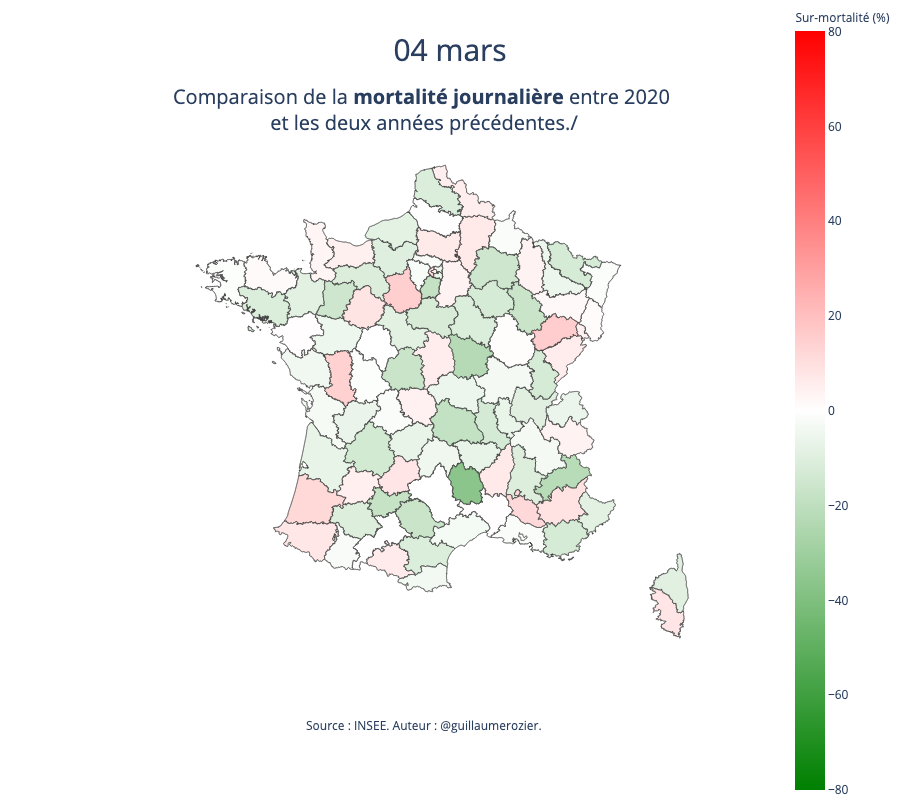 Sur-mortalité (%)
04 mars
Comparaison de la mortalité journalière entre 2020
et les deux années précédentes./
80
60
40
20
0
−20
−40
−60
−80
Source : INSEE. Auteur : @guillaumerozier.